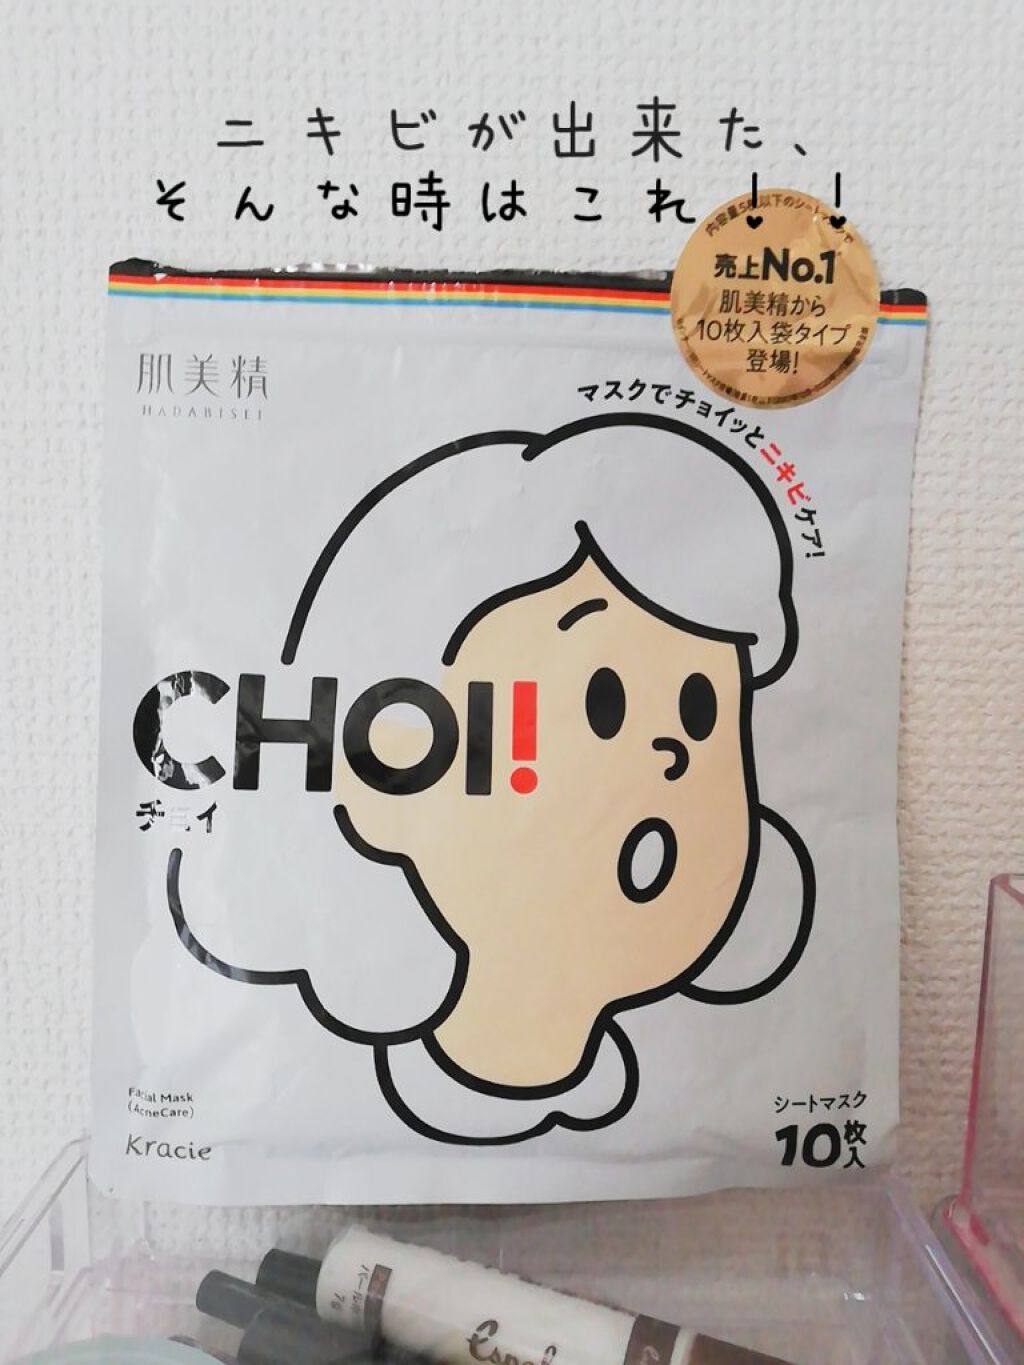 ニキビが出来た、
そんな時はこれ!!
売上No.1
肌美精から
10枚入袋タイプ
登場!
肌美精
HADABISEI
マスクでチョイッとニキビケア!
CHOI!
チョイ
Facial Mask
(AcneCare)
Kracie
シートマスク
10枚入